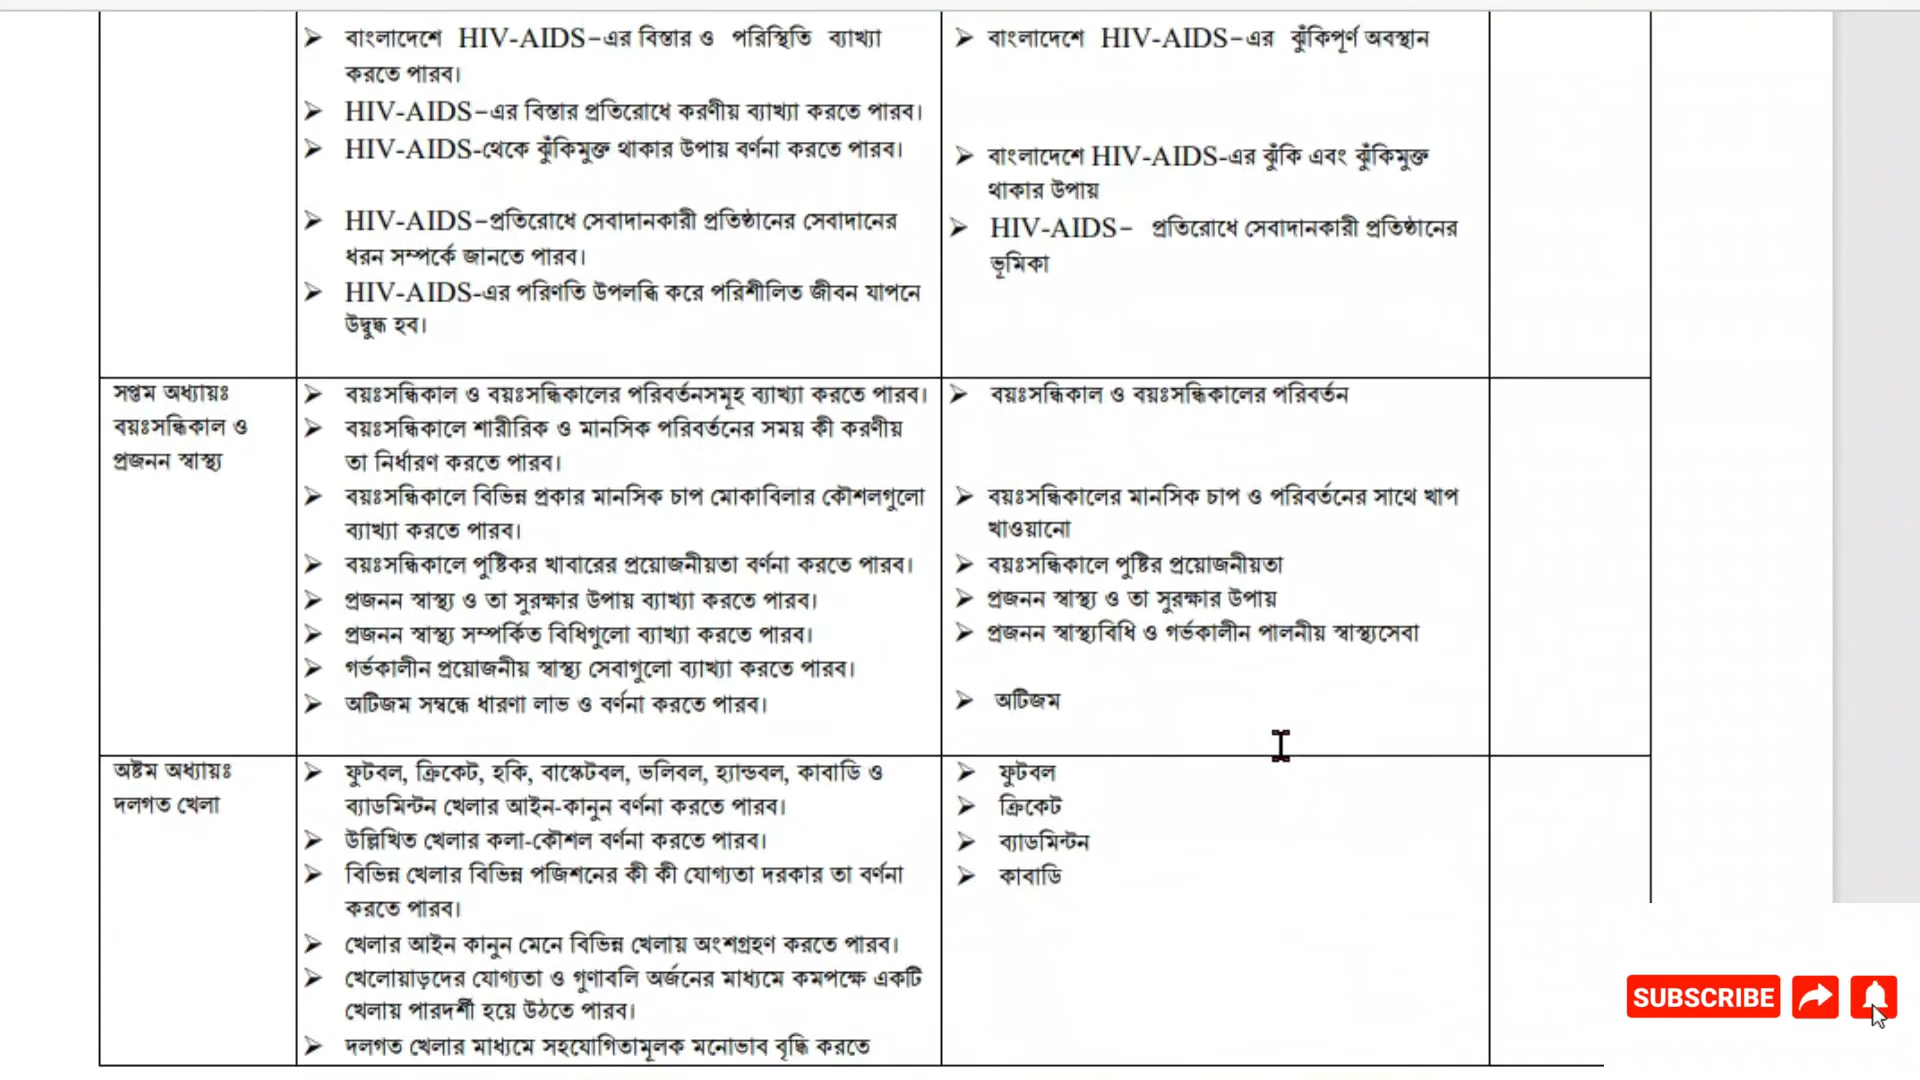 ➢ বাংলাদেশে HIV-AIDS–এর বিস্তার ও পরিস্থিতি ব্যাখ্যা
করতে পারব।
➢ HIV-AIDS–এর বিস্তার প্রতিরোধে করণীয় ব্যাখ্যা করতে পারব।
➢ HIV-AIDS-থেকে ঝুঁকিমুক্ত থাকার উপায় বর্ণনা করতে পারব।
➢ HIV-AIDS–প্রতিরোধে সেবাদানকারী প্রতিষ্ঠানের সেবাদানের
ধরন সম্পর্কে জানতে পারব।
➢ HIV-AIDS-এর পরিণতি উপলব্ধি করে পরিশীলিত জীবন যাপনে
উদ্বুদ্ধ হব।
➢ বাংলাদেশে HIV-AIDS–এর ঝুঁকিপূর্ণ অবস্থান
➢ বাংলাদেশে HIV-AIDS-এর ঝুঁকি এবং ঝুঁকিমুক্ত
থাকার উপায়
➢ HIV-AIDS– প্রতিরোধে সেবাদানকারী প্রতিষ্ঠানের
ভূমিকা
সপ্তম অধ্যায়ঃ
বয়ঃসন্ধিকাল ও
প্রজনন স্বাস্থ্য
➢ বয়ঃসন্ধিকাল ও বয়ঃসন্ধিকালের পরিবর্তনসমূহ ব্যাখ্যা করতে পারব।
➢ বয়ঃসন্ধিকালে শারীরিক ও মানসিক পরিবর্তনের সময় কী করণীয়
তা নির্ধারণ করতে পারব।
➢ বয়ঃসন্ধিকালে বিভিন্ন প্রকার মানসিক চাপ মোকাবিলার কৌশলগুলো
ব্যাখ্যা করতে পারব।
➢ বয়ঃসন্ধিকালে পুষ্টিকর খাবারের প্রয়োজনীয়তা বর্ণনা করতে পারব।
➢ প্রজনন স্বাস্থ্য ও তা সুরক্ষার উপায় ব্যাখ্যা করতে পারব।
➢ প্রজনন স্বাস্থ্য সম্পর্কিত বিধিগুলো ব্যাখ্যা করতে পারব।
➢ গর্ভকালীন প্রয়োজনীয় স্বাস্থ্য সেবাগুলো ব্যাখ্যা করতে পারব।
➢ অটিজম সম্বন্ধে ধারণা লাভ ও বর্ণনা করতে পারব।
➢ বয়ঃসন্ধিকাল ও বয়ঃসন্ধিকালের পরিবর্তন
➢ বয়ঃসন্ধিকালের মানসিক চাপ ও পরিবর্তনের সাথে খাপ
খাওয়ানো
➢ বয়ঃসন্ধিকালে পুষ্টির প্রয়োজনীয়তা
➢ প্রজনন স্বাস্থ্য ও তা সুরক্ষার উপায়
➢ প্রজনন স্বাস্থ্যবিধি ও গর্ভকালীন পালনীয় স্বাস্থ্যসেবা
➢ অটিজম
অষ্টম অধ্যায়ঃ
দলগত খেলা
➢ ফুটবল, ক্রিকেট, হকি, বাস্কেটবল, ভলিবল, হ্যান্ডবল, কাবাডি ও
ব্যাডমিন্টন খেলার আইন-কানুন বর্ণনা করতে পারব।
➢ উল্লিখিত খেলার কলা-কৌশল বর্ণনা করতে পারব।
➢ বিভিন্ন খেলার বিভিন্ন পজিশনের কী কী যোগ্যতা দরকার তা বর্ণনা
করতে পারব।
➢ খেলার আইন কানুন মেনে বিভিন্ন খেলায় অংশগ্রহণ করতে পারব।
➢ খেলোয়াড়দের যোগ্যতা ও গুণাবলি অর্জনের মাধ্যমে কমপক্ষে একটি
খেলায় পারদর্শী হয়ে উঠতে পারব।
➢ দলগত খেলার মাধ্যমে সহযোগিতামূলক মনোভাব বৃদ্ধি করতে
➢ ফুটবল
➢ ক্রিকেট
➢ ব্যাডমিন্টন
➢ কাবাডি
SUBSCRIBE